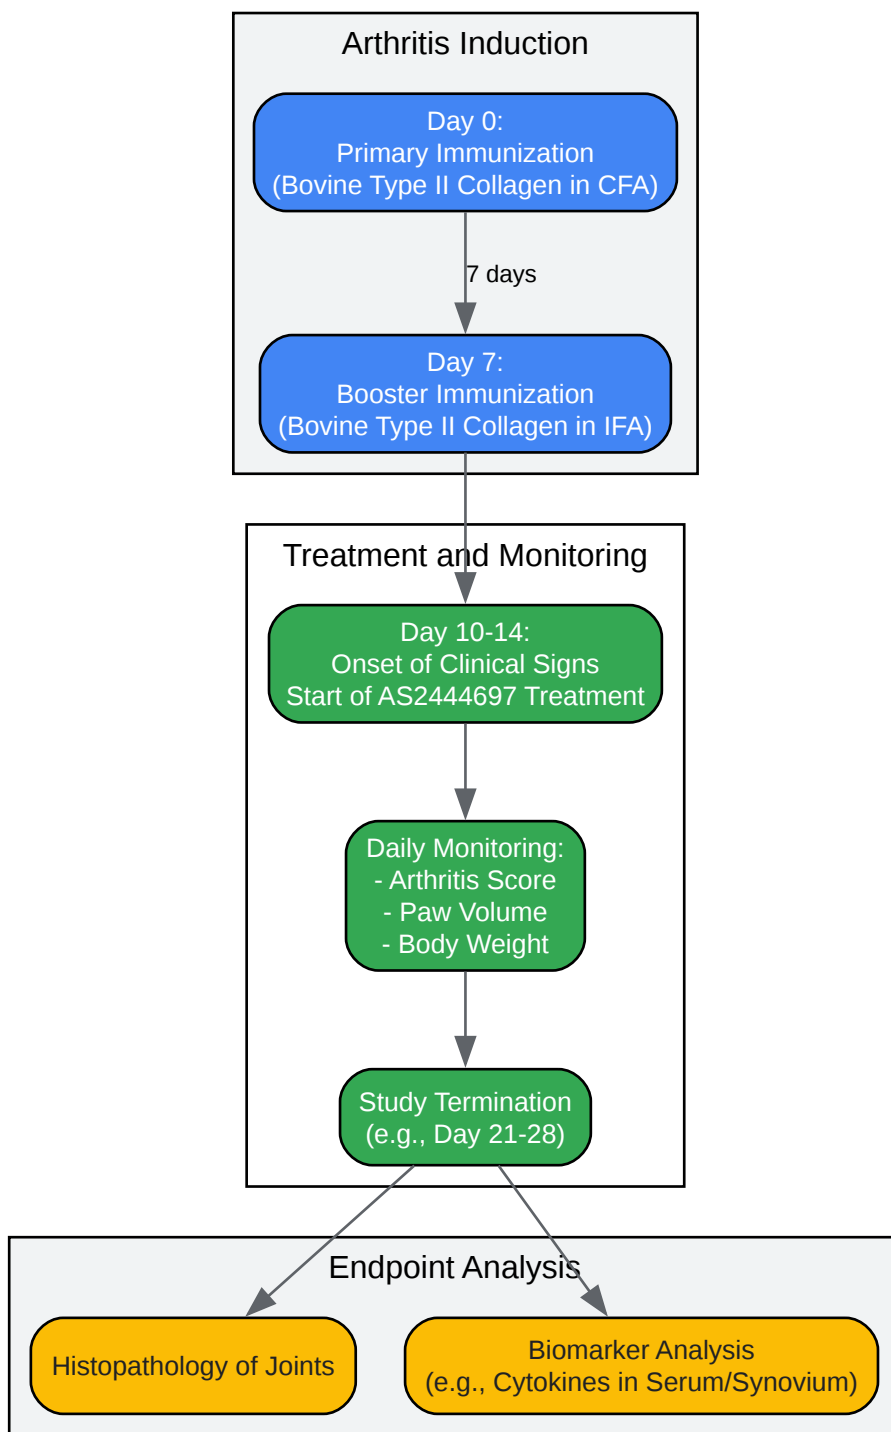 Arthritis Induction
Day 0:
Primary Immunization
(Bovine Type II Collagen in CFA)
7 days
Day 7:
Booster Immunization
(Bovine Type II Collagen in IFA)
Treatment and Monitoring
Day 10-14:
Onset of Clinical Signs
Start of AS2444697 Treatment
Daily Monitoring:
- Arthritis Score
- Paw Volume
- Body Weight
Study Termination
(e.g., Day 21-28)
Endpoint Analysis
Histopathology of Joints
Biomarker Analysis
(e.g., Cytokines in Serum/Synovium)